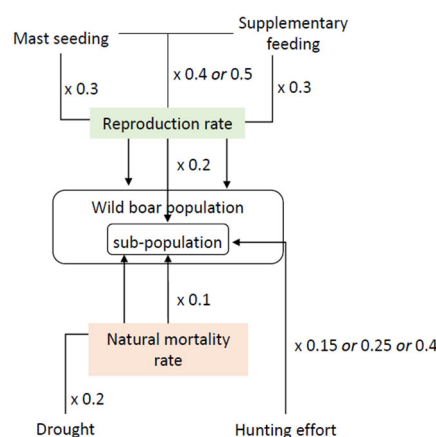 Mast seeding
Supplementary
feeding
x 0.3
x 0.4 or 0.5
x 0.3
Reproduction rate
x 0.2
Wild boar population
sub-population
x 0.1
Natural mortality
rate
x 0.15 or 0.25 or 0.4
x 0.2
Drought
Hunting effort